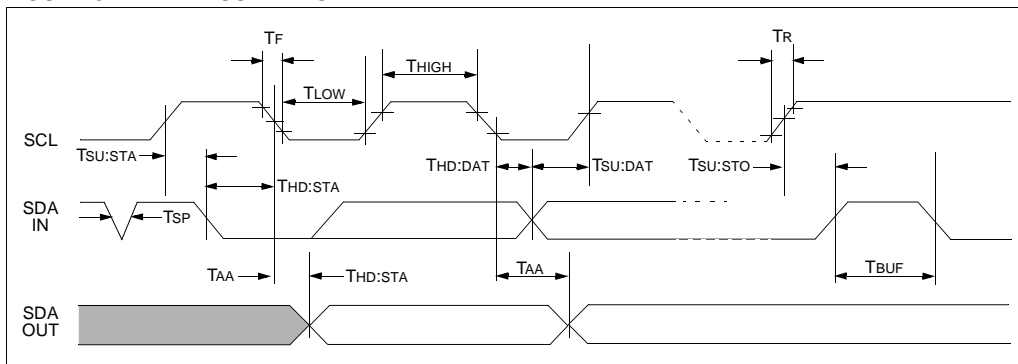 TF
TR
THIGH
TLOW
SCL
TSU:STA
THD:DAT
TSU:DAT
TSU:STO
THD:STA
SDA
IN
TSP
TAA
THD:STA
TAA
TBUF
SDA
OUT